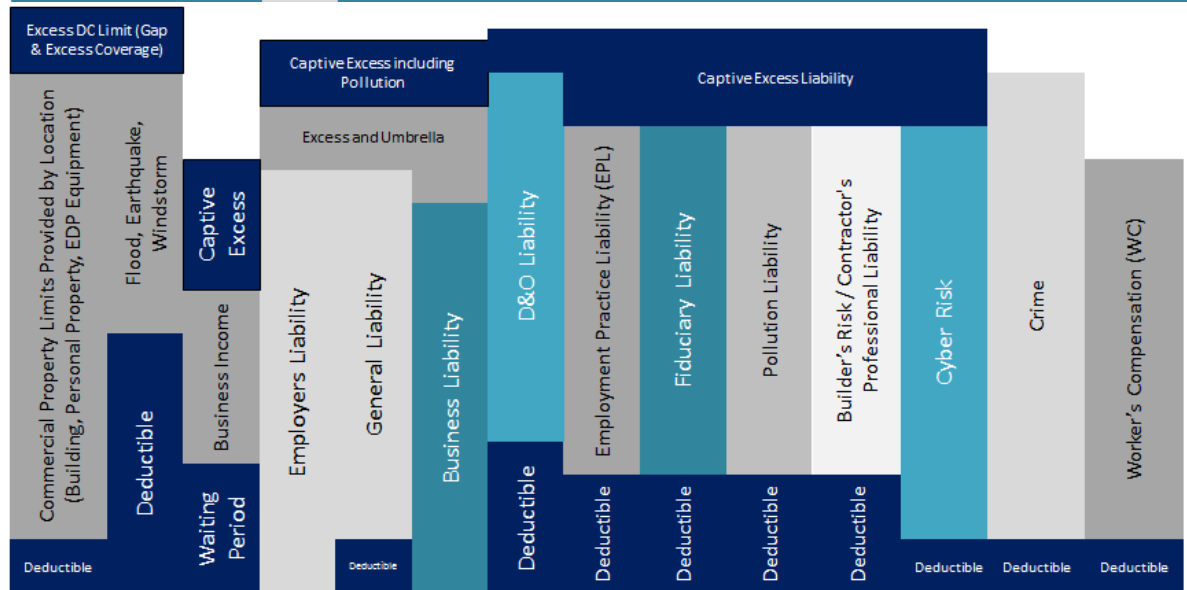 Excess DC Limit (Gap
& Excess Coverage)
Commercial Property Limits Provided by Location
(Building, Personal Property, EDP Equipment)
Deductible
Flood, Earthquake,
Windstorm
Deductible
Captive
Excess
Business Income
Waiting
Period
Captive Excess including
Pollution
Excess and Umbrella
Employers Liability
General Liability
Deductible
Business Liability
Captive Excess Liability
D&O Liability
Deductible
Employment Practice Liability (EPL)
Deductible
Fiduciary Liability
Deductible
Pollution Liability
Deductible
Builder's Risk / Contractor's
Professional Liability
Deductible
Cyber Risk
Deductible
Crime
Deductible
Worker's Compensation (WC)
Deductible